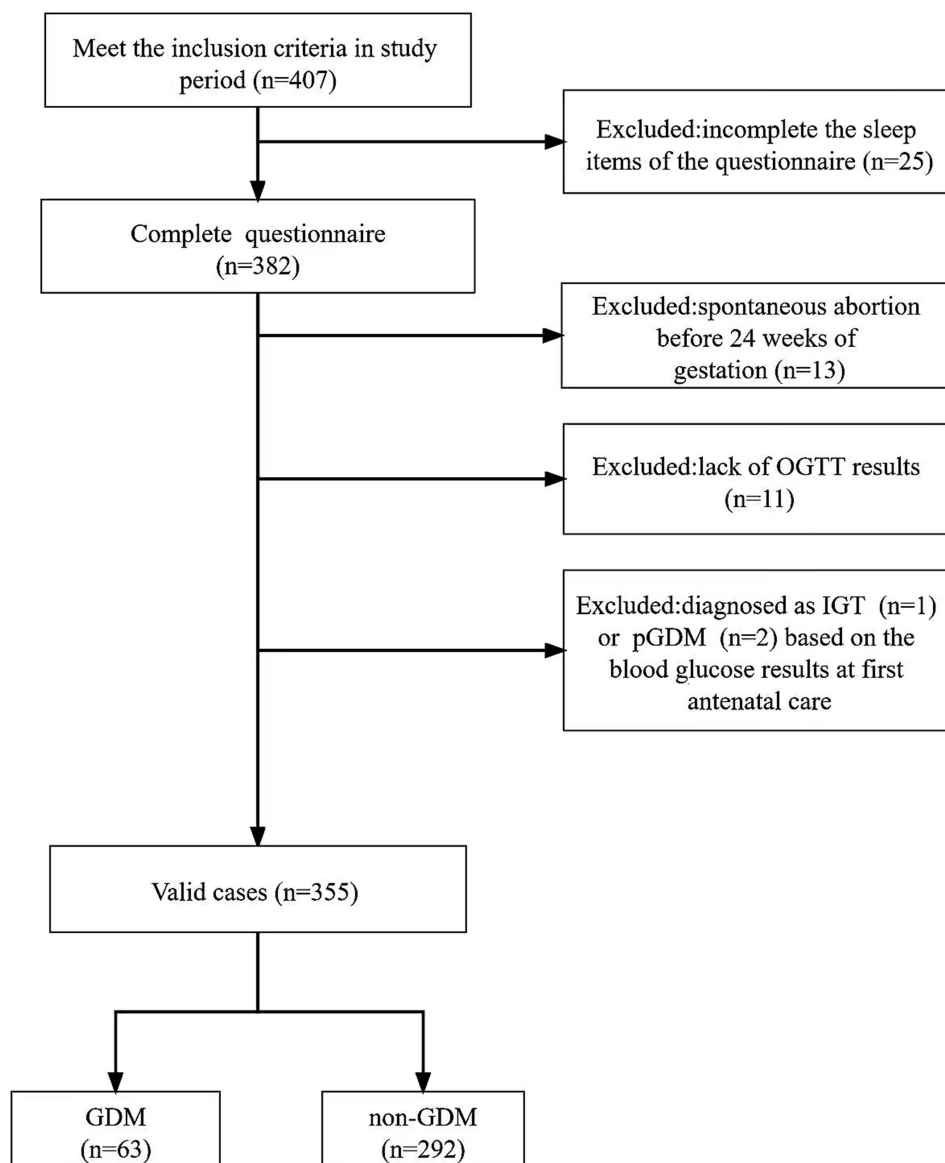 Meet the inclusion criteria in study
period (n=407)
Excluded:incomplete the sleep
items of the questionnaire (n=25)
Complete questionnaire
(n=382)
Excluded:spontaneous abortion
before 24 weeks of
gestation (n=13)
Excluded:lack of OGTT results
(n=11)
Excluded:diagnosed as IGT (n=1)
or pGDM (n=2) based on the
blood glucose results at first
antenatal care
Valid cases (n=355)
GDM
(n=63)
non-GDM
(n=292)